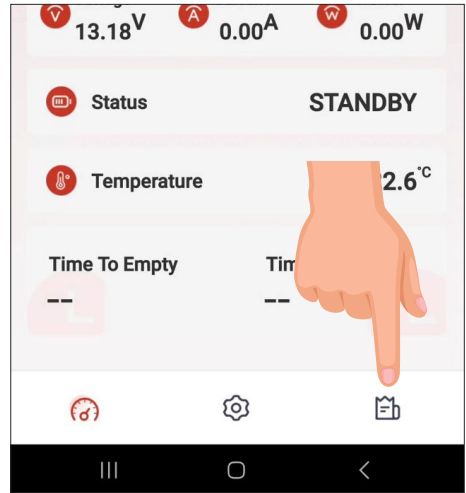 13.18V 0.00A 0.00W
Status STANDBY
Temperature 2.6°C
Time To Empty Tim
-- --